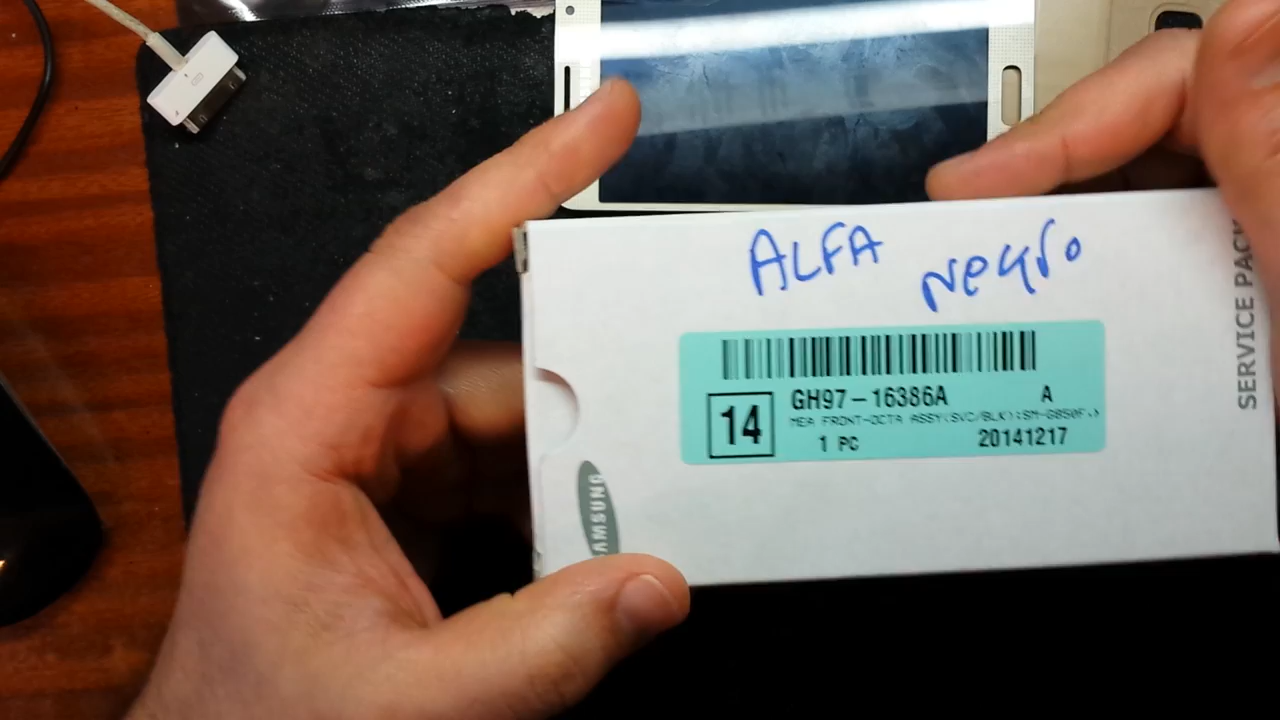 ALFA negro
GH97-16386A A
14
MEA FRONT-OCTA ASSY(SVC/BLK):SM-G850F
1 PC 20141217
SAMSUNG
SERVICE PACK